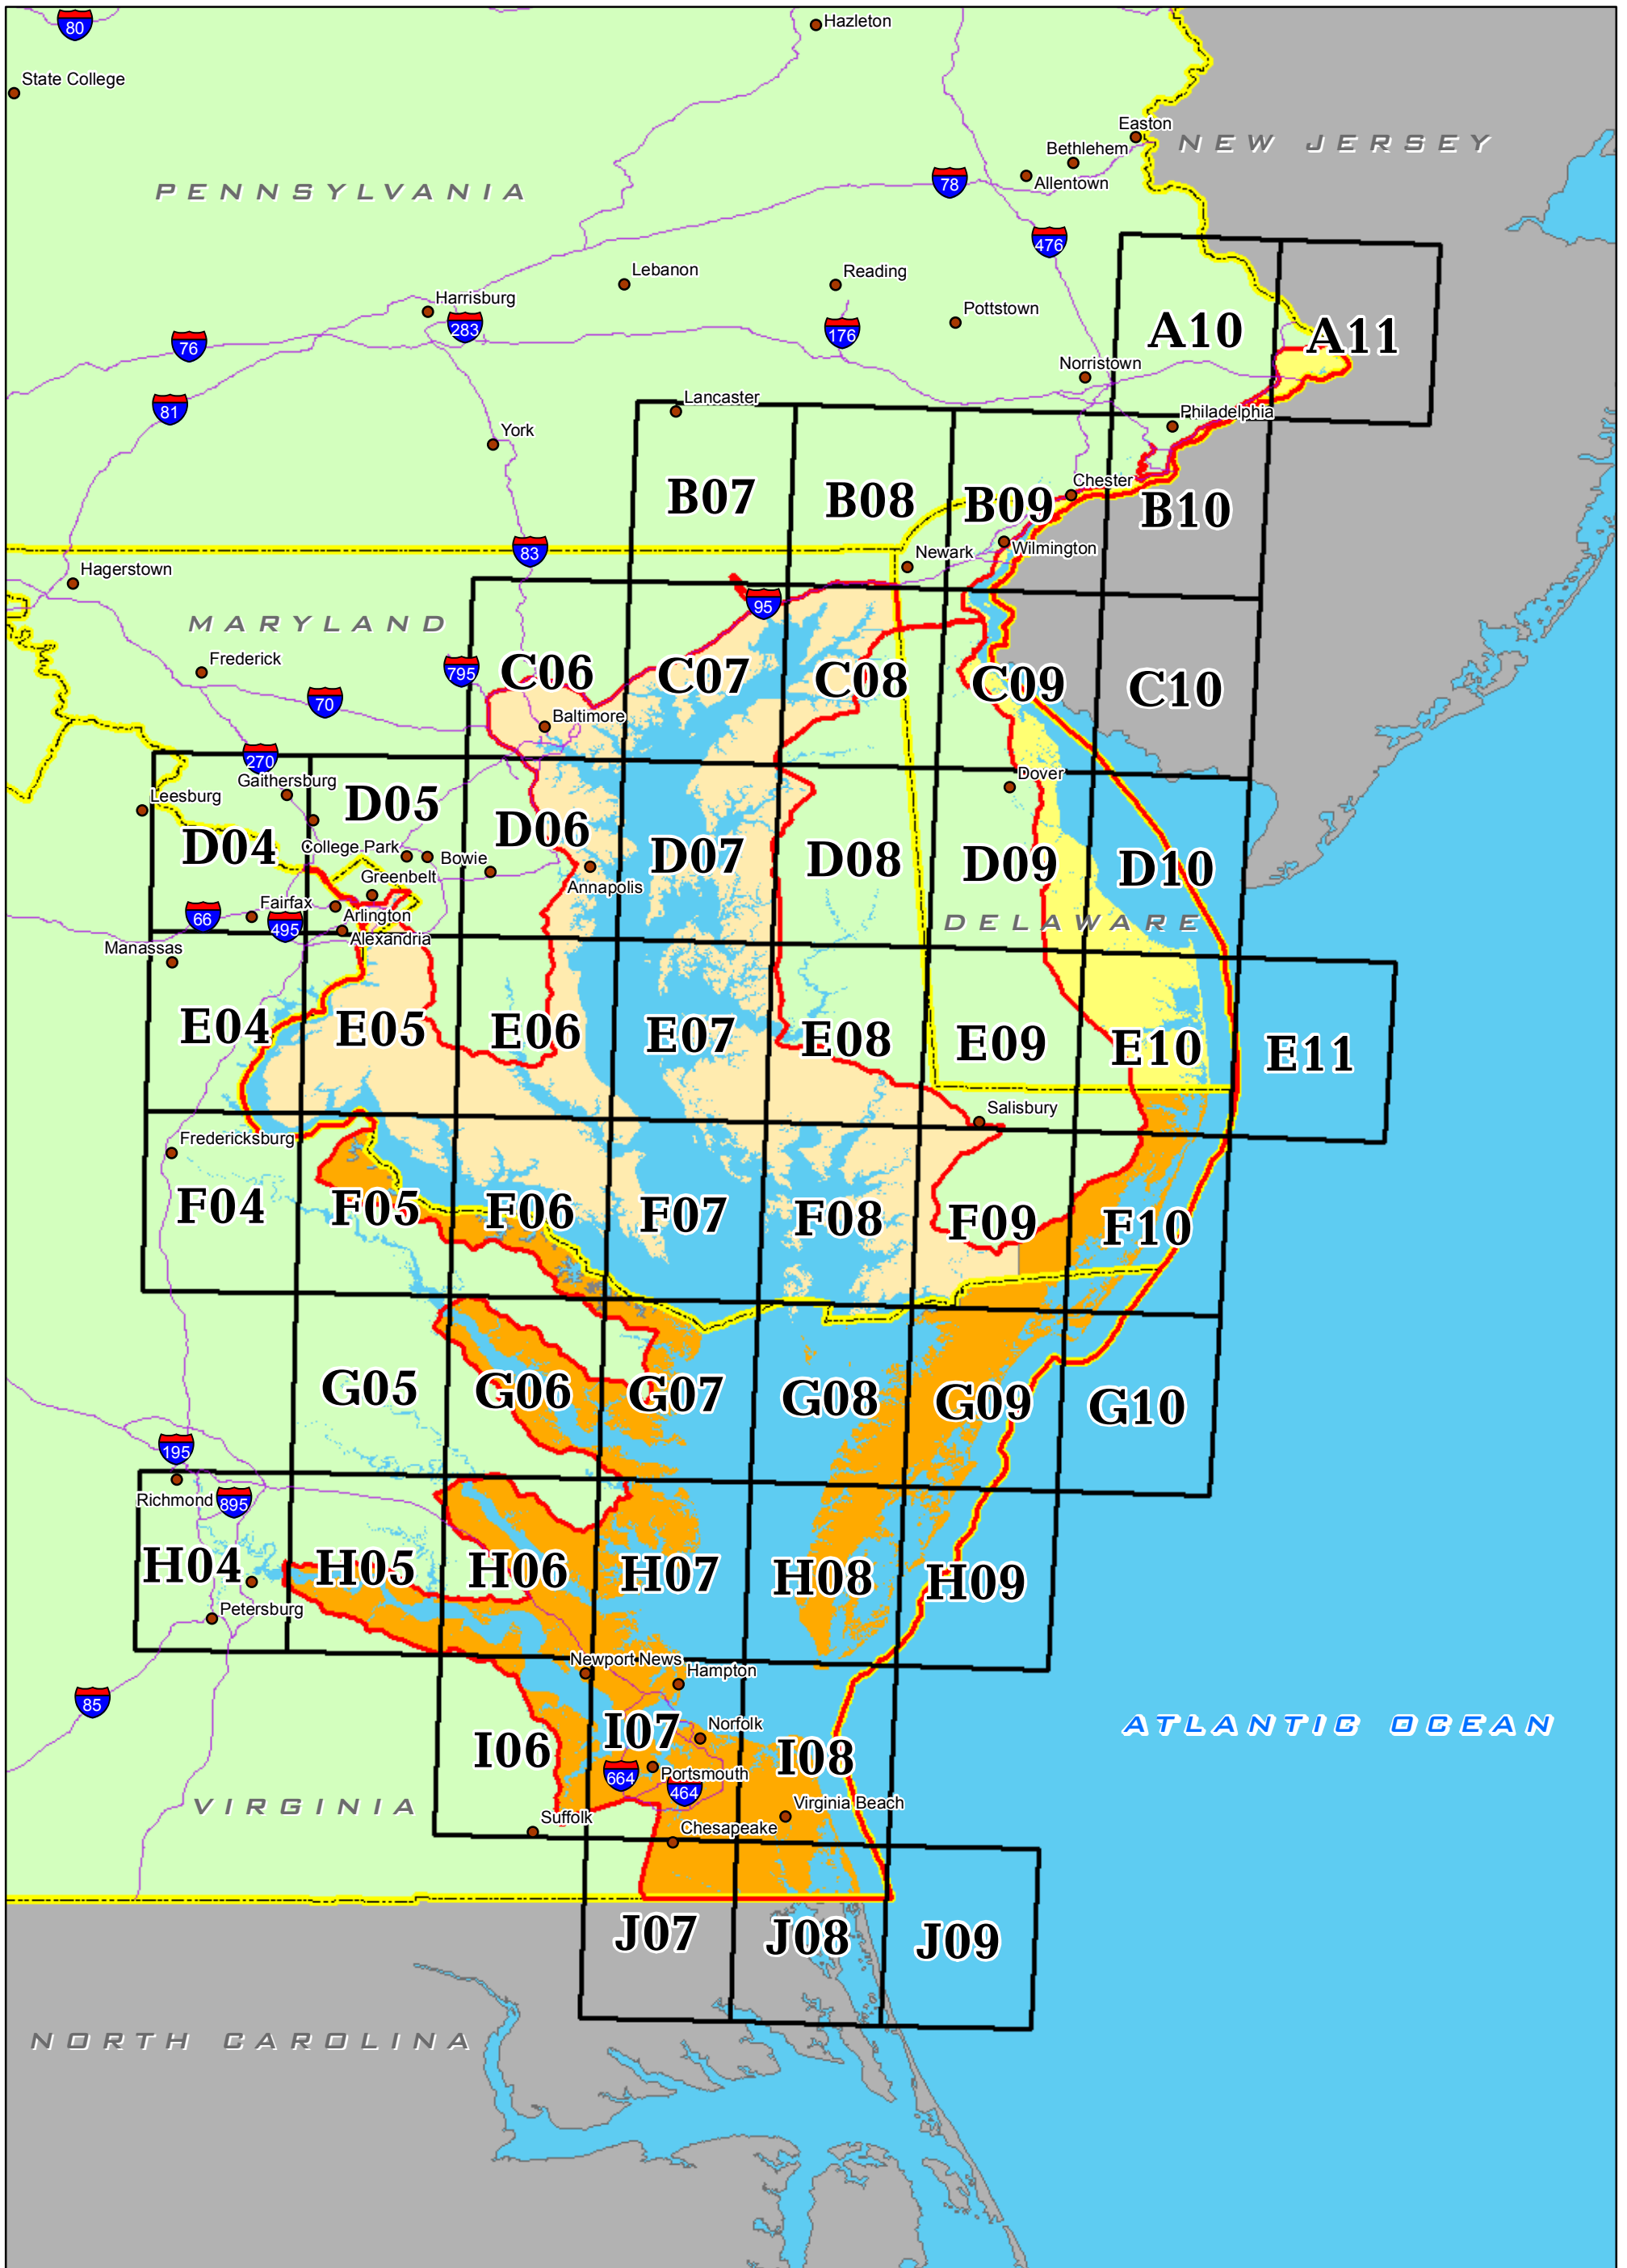 80
Hazleton
State College
Easton
NEW JERSEY
Bethlehem
Allentown
78
PENNSYLVANIA
476
Lebanon
Reading
Harrisburg
Pottstown
283
176
A10
A11
76
Norristown
81
Lancaster
Philadelphia
York
Chester
B07
B08
B09
B10
83
Newark
Wilmington
Hagerstown
95
MARYLAND
Frederick
795
C06
C07
C08
C09
C10
70
Baltimore
270
Gaithersburg
Dover
Leesburg
D05
D06
D04
College Park
Bowie
D07
D08
D09
D10
Greenbelt
Annapolis
Fairfax
Arlington
66
495
DELAWARE
Alexandria
Manassas
E04
E05
E06
E07
E08
E09
E10
E11
Salisbury
Fredericksburg
F04
F05
F06
F07
F08
F09
F10
G05
G06
G07
G08
G09
G10
195
Richmond
895
H04
H05
H06
H07
H08
H09
Petersburg
Newport News
Hampton
85
ATLANTIC OCEAN
Norfolk
I06
I07
I08
664
Portsmouth
464
VIRGINIA
Virginia Beach
Suffolk
Chesapeake
J07
J08
J09
NORTH CAROLINA